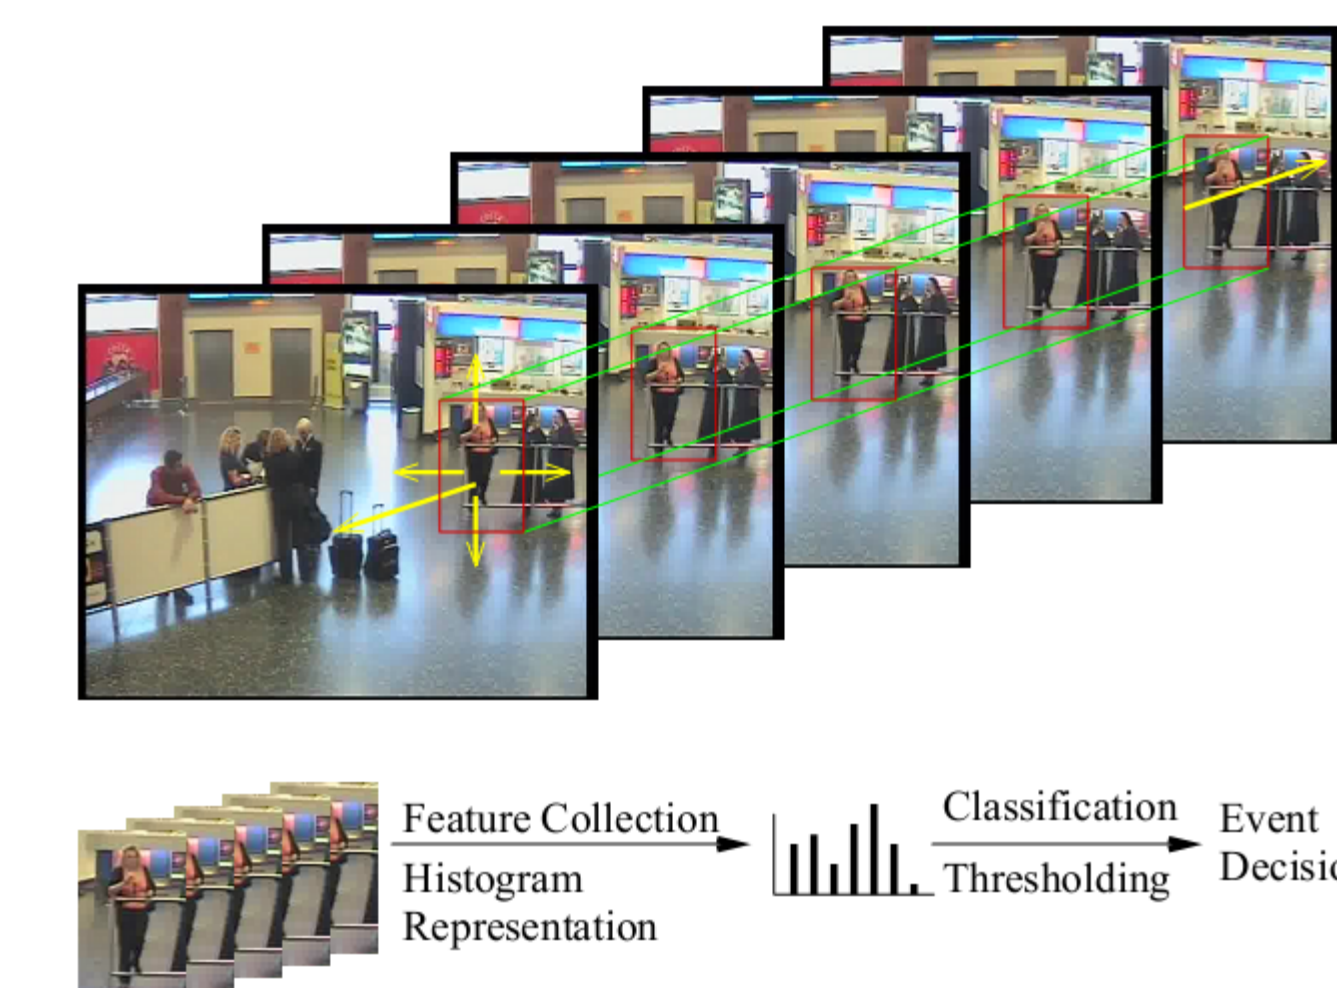 Feature Collection
Histogram
Representation
Classification
Thresholding
Event